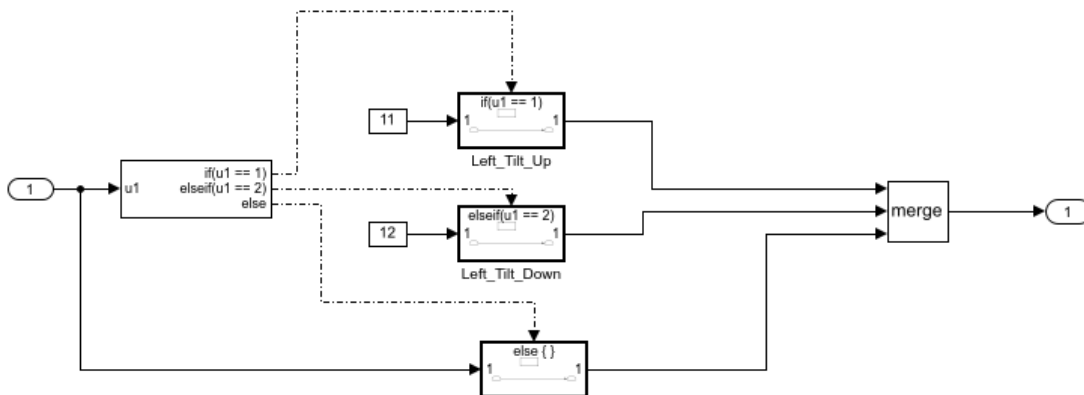 if(u1 == 1)
11
1
1
Left_Tilt_Up
1
u1
if(u1 == 1)
elseif(u1 == 2)
else
merge
1
elseif(u1 == 2)
12
1
1
Left_Tilt_Down
else { }
1
1